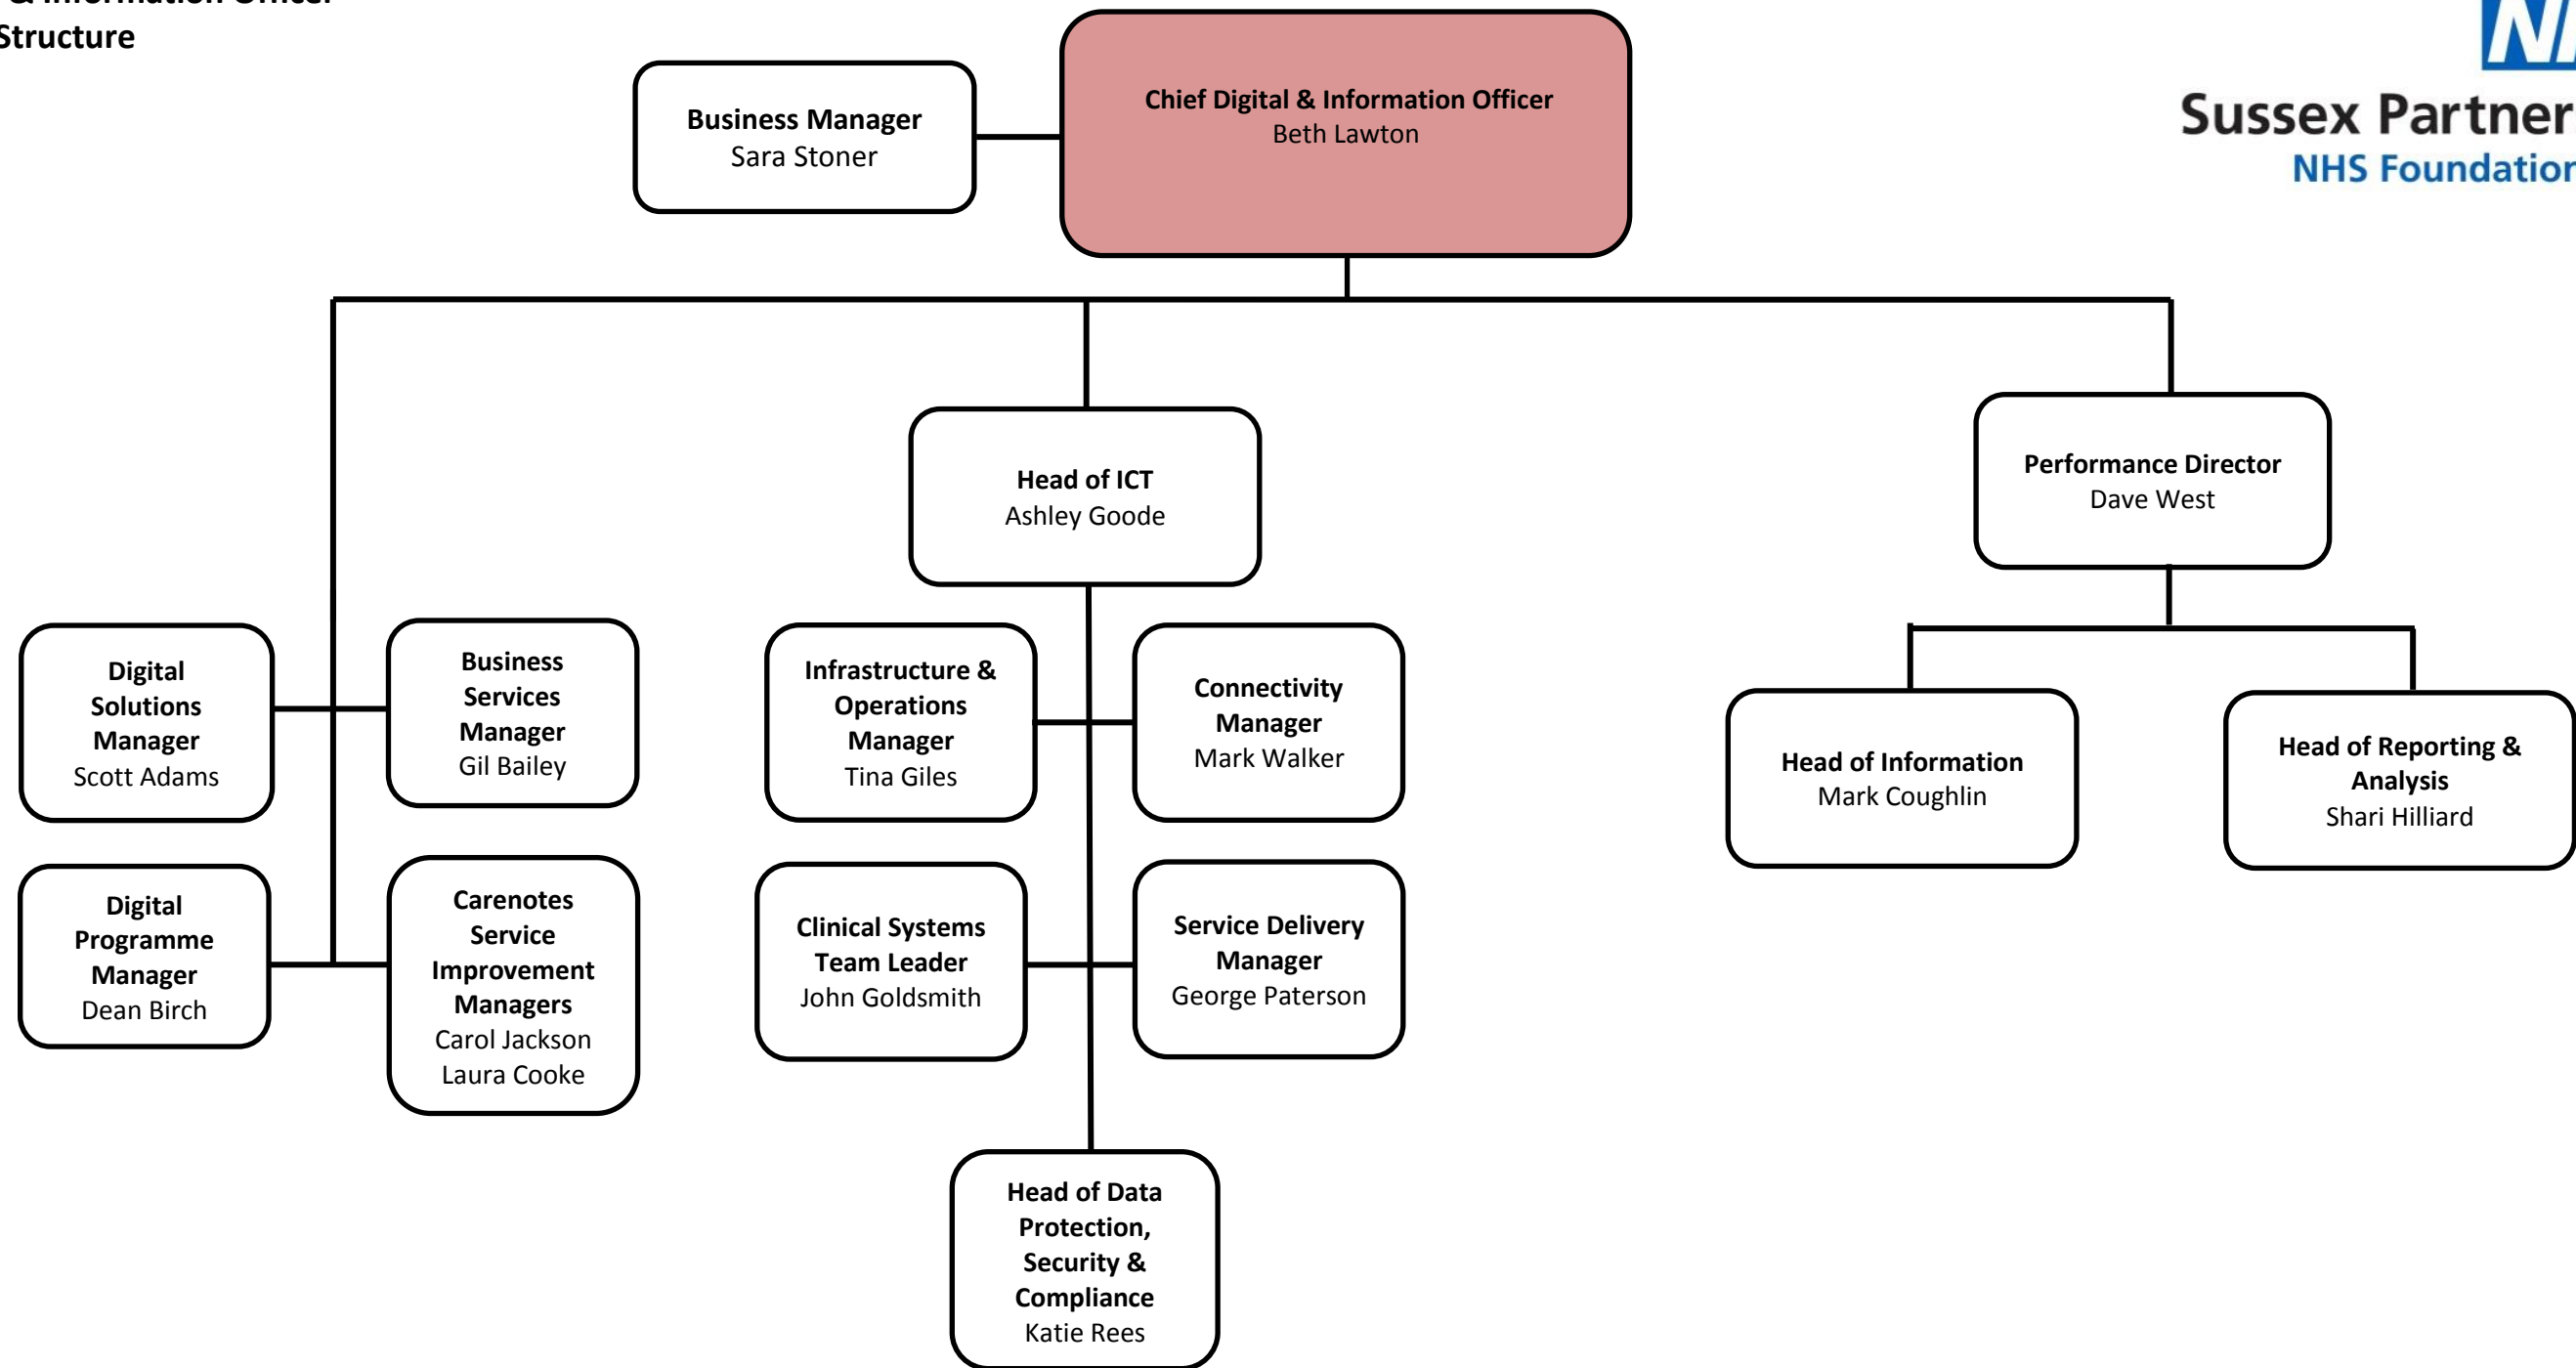 & Information Officer
Structure
Chief Digital & Information Officer
Beth Lawton
Business Manager
Sara Stoner
Sussex Partner
NHS Foundation
Head of ICT
Ashley Goode
Performance Director
Dave West
Digital
Solutions
Manager
Scott Adams
Business
Services
Manager
Gil Bailey
Infrastructure &
Operations
Manager
Tina Giles
Connectivity
Manager
Mark Walker
Head of Information
Mark Coughlin
Head of Reporting &
Analysis
Shari Hilliard
Digital
Programme
Manager
Dean Birch
Carenotes
Service
Improvement
Managers
Carol Jackson
Laura Cooke
Clinical Systems
Team Leader
John Goldsmith
Service Delivery
Manager
George Paterson
Head of Data
Protection,
Security &
Compliance
Katie Rees